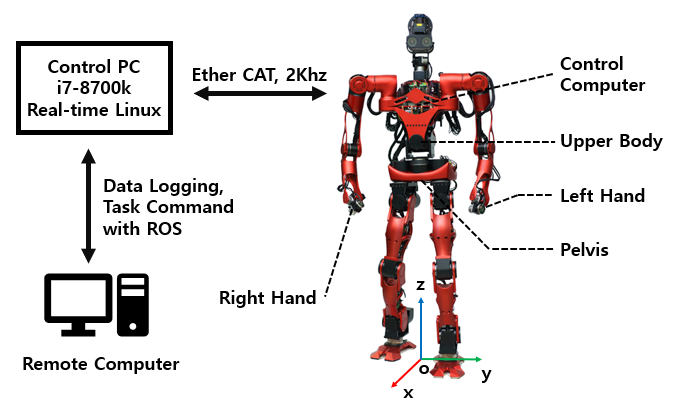 Control PC
i7-8700k
Real-time Linux
Ether CAT, 2Khz
Control
Computer
Upper Body
Data Logging,
Task Command
with ROS
Left Hand
Pelvis
Right Hand
z
o
y
x
Remote Computer